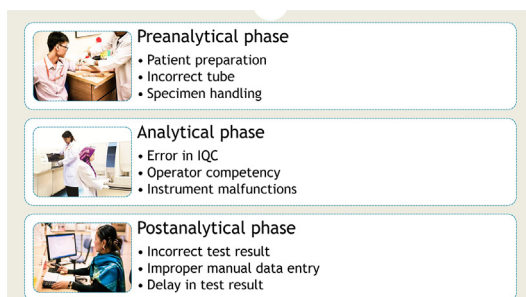 Preanalytical phase
• Patient preparation
• Incorrect tube
• Specimen handling
Analytical phase
• Error in IQC
• Operator competency
• Instrument malfunctions
Postanalytical phase
• Incorrect test result
• Improper manual data entry
• Delay in test result